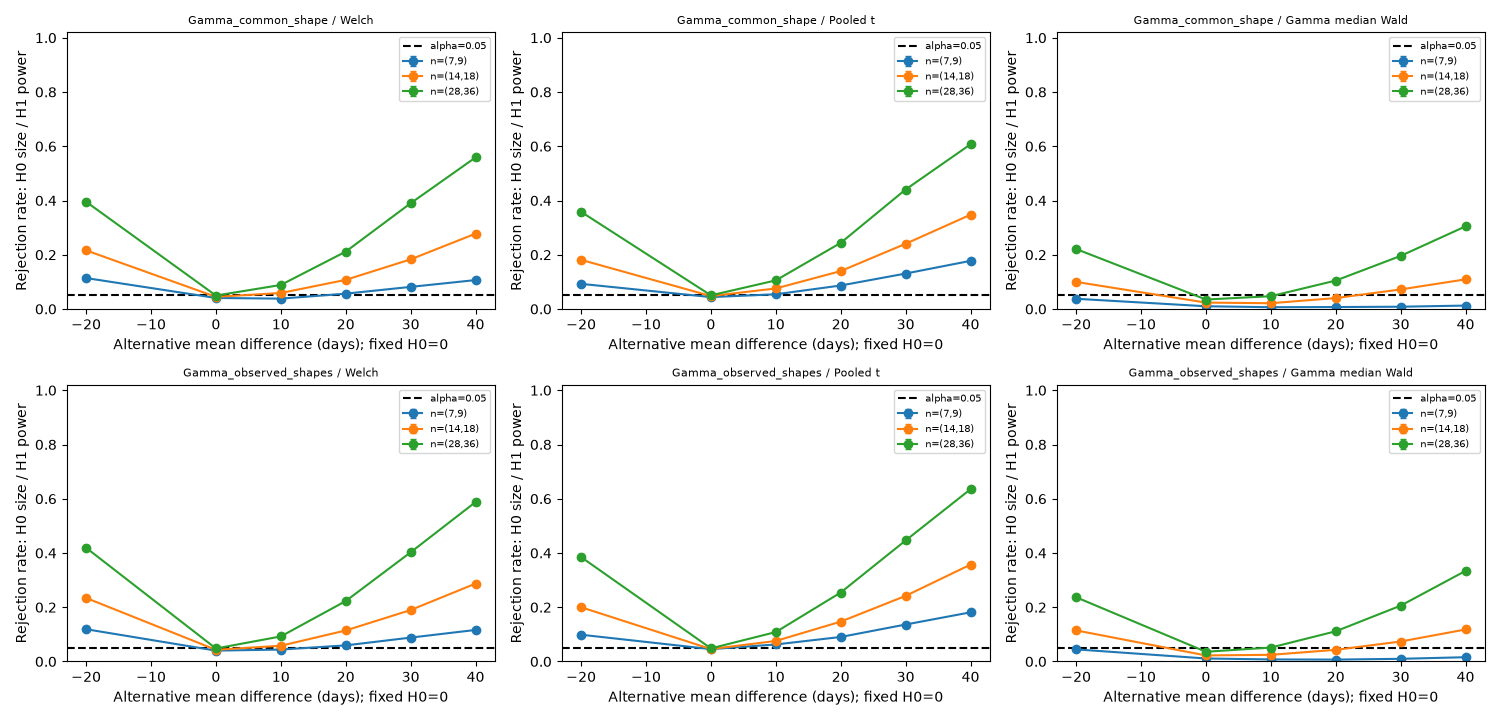 Gamma_common_shape / Welch
Rejection rate: H0 size / H1 power
1.0
0.8
0.6
0.4
0.2
0.0
alpha=0.05
n=(7,9)
n=(14,18)
n=(28,36)
−20 −10 0 10 20 30 40
Alternative mean difference (days); fixed H0=0
Gamma_common_shape / Pooled t
Rejection rate: H0 size / H1 power
1.0
0.8
0.6
0.4
0.2
0.0
alpha=0.05
n=(7,9)
n=(14,18)
n=(28,36)
−20 −10 0 10 20 30 40
Alternative mean difference (days); fixed H0=0
Gamma_common_shape / Gamma median Wald
Rejection rate: H0 size / H1 power
1.0
0.8
0.6
0.4
0.2
0.0
alpha=0.05
n=(7,9)
n=(14,18)
n=(28,36)
−20 −10 0 10 20 30 40
Alternative mean difference (days); fixed H0=0
Gamma_observed_shapes / Welch
Rejection rate: H0 size / H1 power
1.0
0.8
0.6
0.4
0.2
0.0
alpha=0.05
n=(7,9)
n=(14,18)
n=(28,36)
−20 −10 0 10 20 30 40
Alternative mean difference (days); fixed H0=0
Gamma_observed_shapes / Pooled t
Rejection rate: H0 size / H1 power
1.0
0.8
0.6
0.4
0.2
0.0
alpha=0.05
n=(7,9)
n=(14,18)
n=(28,36)
−20 −10 0 10 20 30 40
Alternative mean difference (days); fixed H0=0
Gamma_observed_shapes / Gamma median Wald
Rejection rate: H0 size / H1 power
1.0
0.8
0.6
0.4
0.2
0.0
alpha=0.05
n=(7,9)
n=(14,18)
n=(28,36)
−20 −10 0 10 20 30 40
Alternative mean difference (days); fixed H0=0